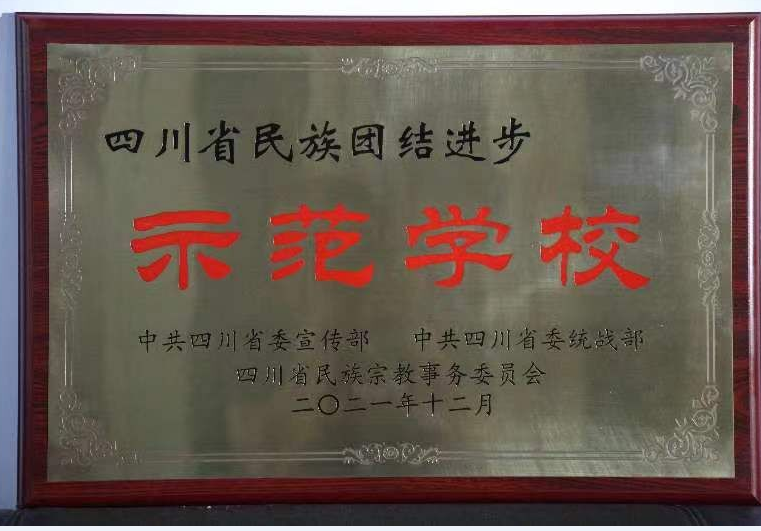 四川省民族团结进步
示范学校
中共四川省委宣传部 中共四川省委统战部
四川省民族宗教事务委员会
二〇二一年十二月